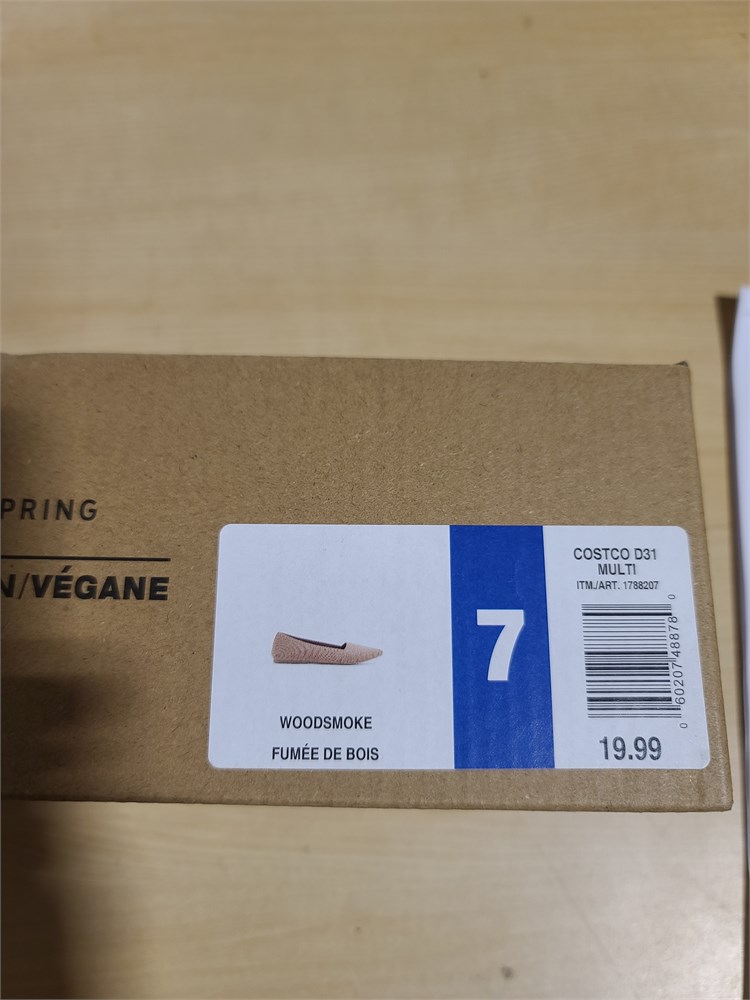 PRING
N/VÉGANE
WOODSMOKE
FUMÉE DE BOIS
7
COSTCO D31
MULTI
ITM./ART. 1788207
0 60207 48878 0
19.99